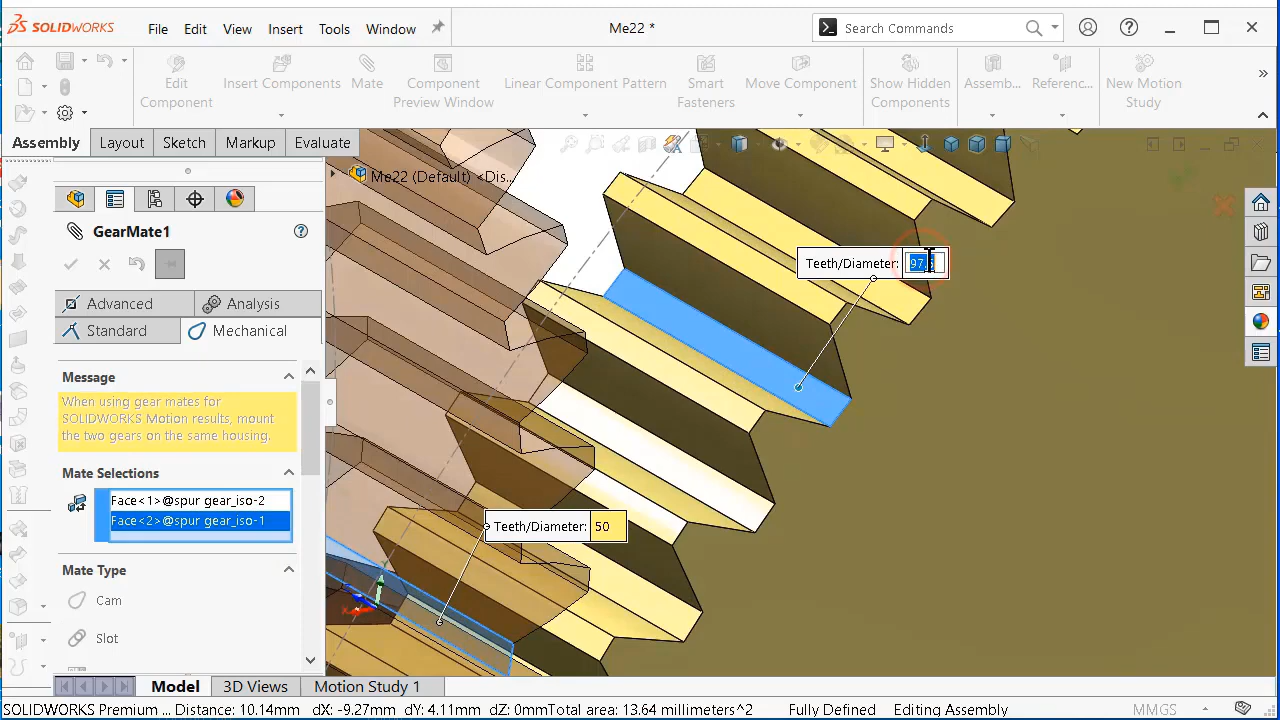 SOLIDWORKS
File Edit View Insert Tools Window
Me22 *
Search Commands
Edit Component
Insert Components
Mate
Component Preview Window
Linear Component Pattern
Smart Fasteners
Move Component
Show Hidden Components
Assemb...
Referenc...
New Motion Study
Assembly Layout Sketch Markup Evaluate
Me22 (Default) <Dis...
GearMate1
Advanced
Analysis
Standard
Mechanical
Message
When using gear mates for
SOLIDWORKS Motion results, mount
the two gears on the same housing.
Mate Selections
Face<1>@spur gear_iso-2
Face<2>@spur gear_iso-1
Mate Type
Cam
Slot
Teeth/Diameter:
Teeth/Diameter: 50
Model 3D Views Motion Study 1
SOLIDWORKS Premium ... Distance: 10.14mm dX: -9.27mm dY: 4.11mm dZ: 0mmTotal area: 13.64 millimeters^2 Fully Defined Editing Assembly MMGS